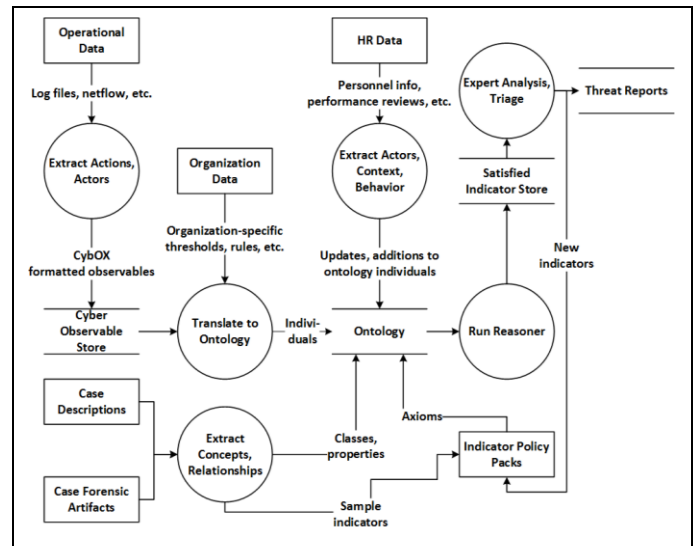 Operational
Data
HR Data
Log files, netflow, etc.
Personnel info,
performance reviews, etc.
Expert Analysis,
Triage
Threat Reports
Extract Actions,
Actors
Organization
Data
Extract Actors,
Context,
Behavior
Satisfied
Indicator Store
CybOX
formatted observables
Organization-specific
thresholds, rules, etc.
Updates, additions to
ontology individuals
New
indicators
Cyber
Observable
Store
Translate to
Ontology
Indivi-
duals
Ontology
Run Reasoner
Case
Descriptions
Axioms
Extract
Concepts,
Relationships
Classes,
properties
Indicator Policy
Packs
Case Forensic
Artifacts
Sample
indicators